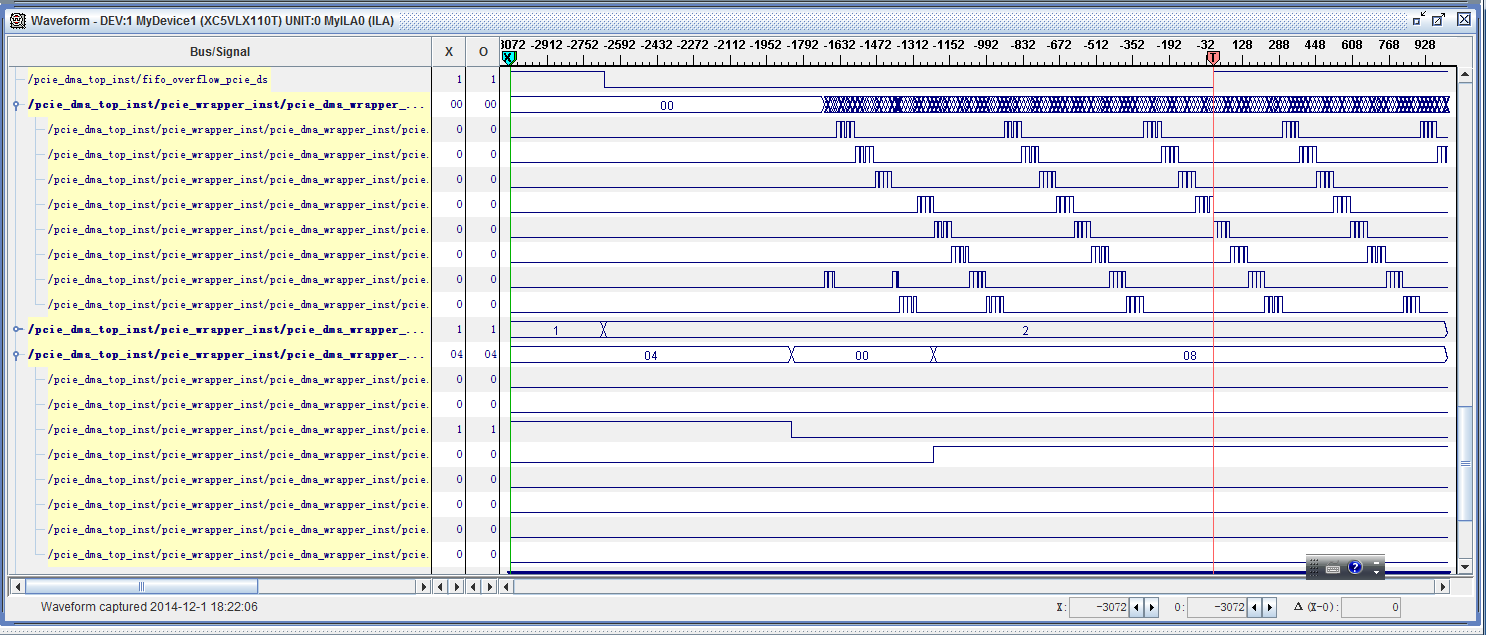 Waveform - DEV:1 MyDevice1 (XC5VLX110T) UNIT:0 MyILA0 (ILA)
Bus/Signal X O 3072 -2912 -2752 -2592 -2432 -2272 -2112 -1952 -1792 -1632 -1472 -1312 -1152 -992 -832 -672 -512 -352 -192 -32 128 288 448 608 768 928
X T
/pcie_dma_top_inst/fifo_overflow_pcie_ds 1 1
/pcie_dma_top_inst/pcie_wrapper_inst/pcie_dma_wrapper_... 00 00 00
/pcie_dma_top_inst/pcie_wrapper_inst/pcie_dma_wrapper_inst/pcie. 0 0
/pcie_dma_top_inst/pcie_wrapper_inst/pcie_dma_wrapper_inst/pcie. 0 0
/pcie_dma_top_inst/pcie_wrapper_inst/pcie_dma_wrapper_inst/pcie. 0 0
/pcie_dma_top_inst/pcie_wrapper_inst/pcie_dma_wrapper_inst/pcie. 0 0
/pcie_dma_top_inst/pcie_wrapper_inst/pcie_dma_wrapper_inst/pcie. 0 0
/pcie_dma_top_inst/pcie_wrapper_inst/pcie_dma_wrapper_inst/pcie. 0 0
/pcie_dma_top_inst/pcie_wrapper_inst/pcie_dma_wrapper_inst/pcie. 0 0
/pcie_dma_top_inst/pcie_wrapper_inst/pcie_dma_wrapper_inst/pcie. 0 0
/pcie_dma_top_inst/pcie_wrapper_inst/pcie_dma_wrapper_... 1 1 1 2
/pcie_dma_top_inst/pcie_wrapper_inst/pcie_dma_wrapper_... 04 04 04 00 08
/pcie_dma_top_inst/pcie_wrapper_inst/pcie_dma_wrapper_inst/pcie. 0 0
/pcie_dma_top_inst/pcie_wrapper_inst/pcie_dma_wrapper_inst/pcie. 0 0
/pcie_dma_top_inst/pcie_wrapper_inst/pcie_dma_wrapper_inst/pcie. 1 1
/pcie_dma_top_inst/pcie_wrapper_inst/pcie_dma_wrapper_inst/pcie. 0 0
/pcie_dma_top_inst/pcie_wrapper_inst/pcie_dma_wrapper_inst/pcie. 0 0
/pcie_dma_top_inst/pcie_wrapper_inst/pcie_dma_wrapper_inst/pcie. 0 0
/pcie_dma_top_inst/pcie_wrapper_inst/pcie_dma_wrapper_inst/pcie. 0 0
/pcie_dma_top_inst/pcie_wrapper_inst/pcie_dma_wrapper_inst/pcie. 0 0
?
Waveform captured 2014-12-1 18:22:06 X: -3072 O: -3072 Δ (X-O): 0